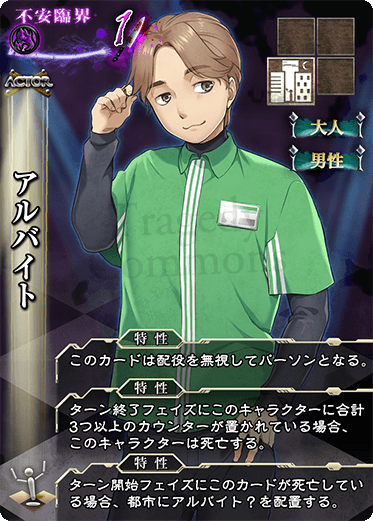 不安臨界
1
ACTOR
大人
男性
アルバイト
Tragedy
Commons
特性
このカードは配役を無視してパーソンとなる。
特性
ターン終了フェイズにこのキャラクターに合計
3つ以上のカウンターが置かれている場合、
このキャラクターは死亡する。
特性
ターン開始フェイズにこのカードが死亡してい
る場合、都市にアルバイト？を配置する。